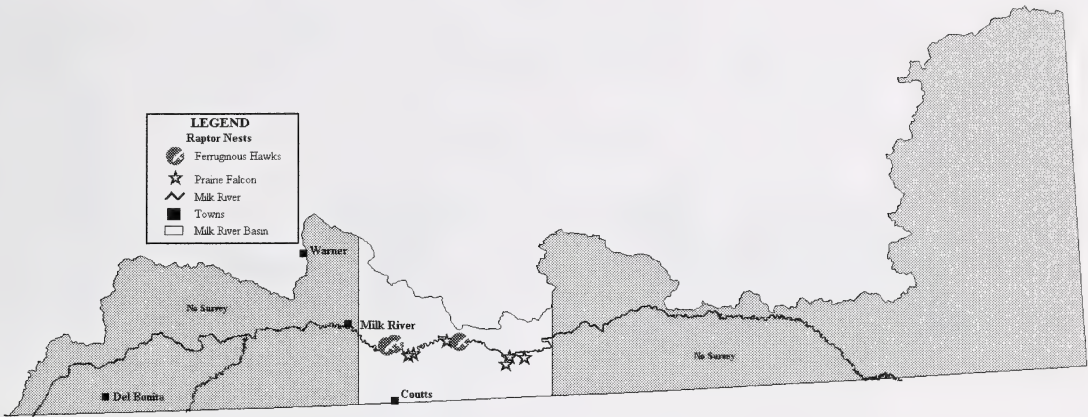 LEGEND
Raptor Nests
Ferruginous Hawks
Prairie Falcon
Milk River
Towns
Milk River Basin
Warner
No Survey
Milk River
No Survey
Del Bonita
Coutts